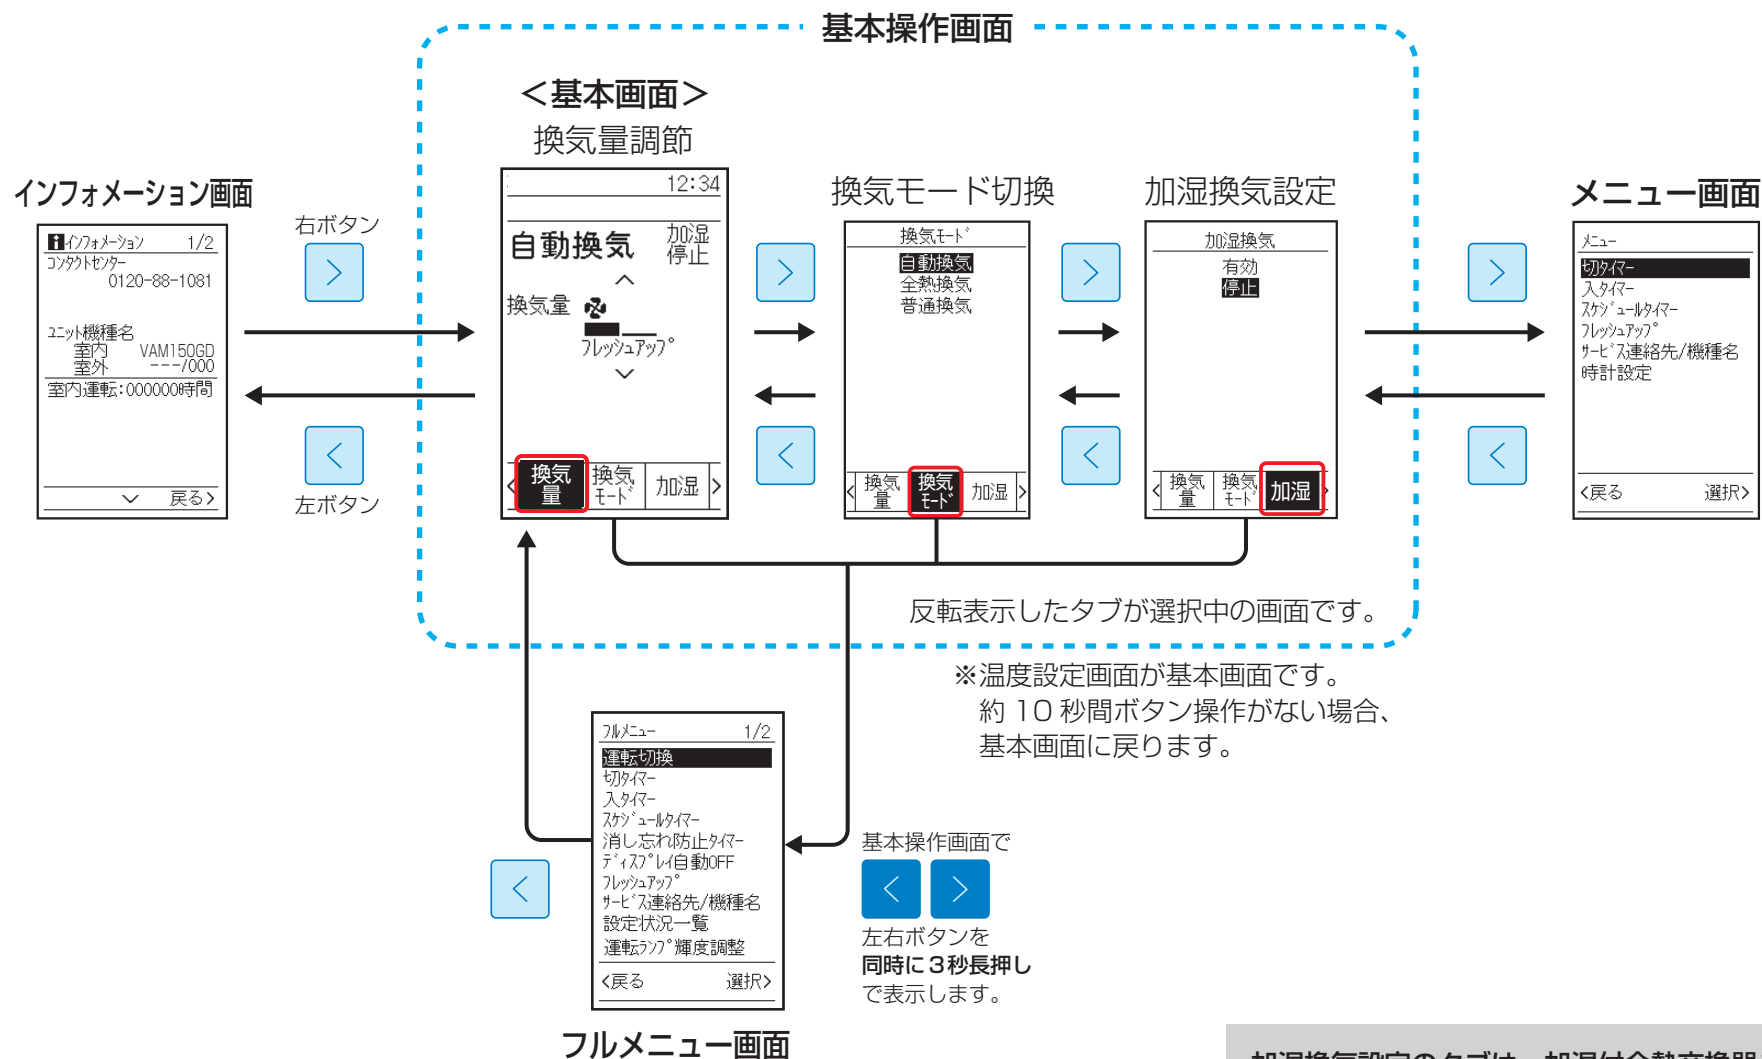 基本操作画面
<基本画面>
換気量調節
12:34
自動換気
加湿
停止
換気量
フレッシュアップ
換気
量
換気
モード
加湿
インフォメーション画面
インフォメーション 1/2
コンタクトセンター
0120-88-1081
ユニット機種名
室内 VAM150GD
室外 ---/000
室内運転:000000時間
戻る>
右ボタン
>
<
左ボタン
換気モード切換
換気モード
自動換気
全熱換気
普通換気
<
換気
量
換気
モード
加湿
>
加湿換気設定
加湿換気
有効
停止
<
換気
量
換気
モード
加湿
メニュー画面
メニュー
切タイマー
入タイマー
スケジュールタイマー
フレッシュアップ
サービス連絡先/機種名
時計設定
<戻る 選択>
反転表示したタブが選択中の画面です。
※温度設定画面が基本画面です。
約 10 秒間ボタン操作がない場合、
基本画面に戻ります。
フルメニュー 1/2
運転切換
切タイマー
入タイマー
スケジュールタイマー
消し忘れ防止タイマー
ディスプレイ自動OFF
フレッシュアップ
サービス連絡先/機種名
設定状況一覧
運転ランプ輝度調整
<戻る 選択>
フルメニュー画面
基本操作画面で
< >
左右ボタンを
同時に3秒長押し
で表示します。